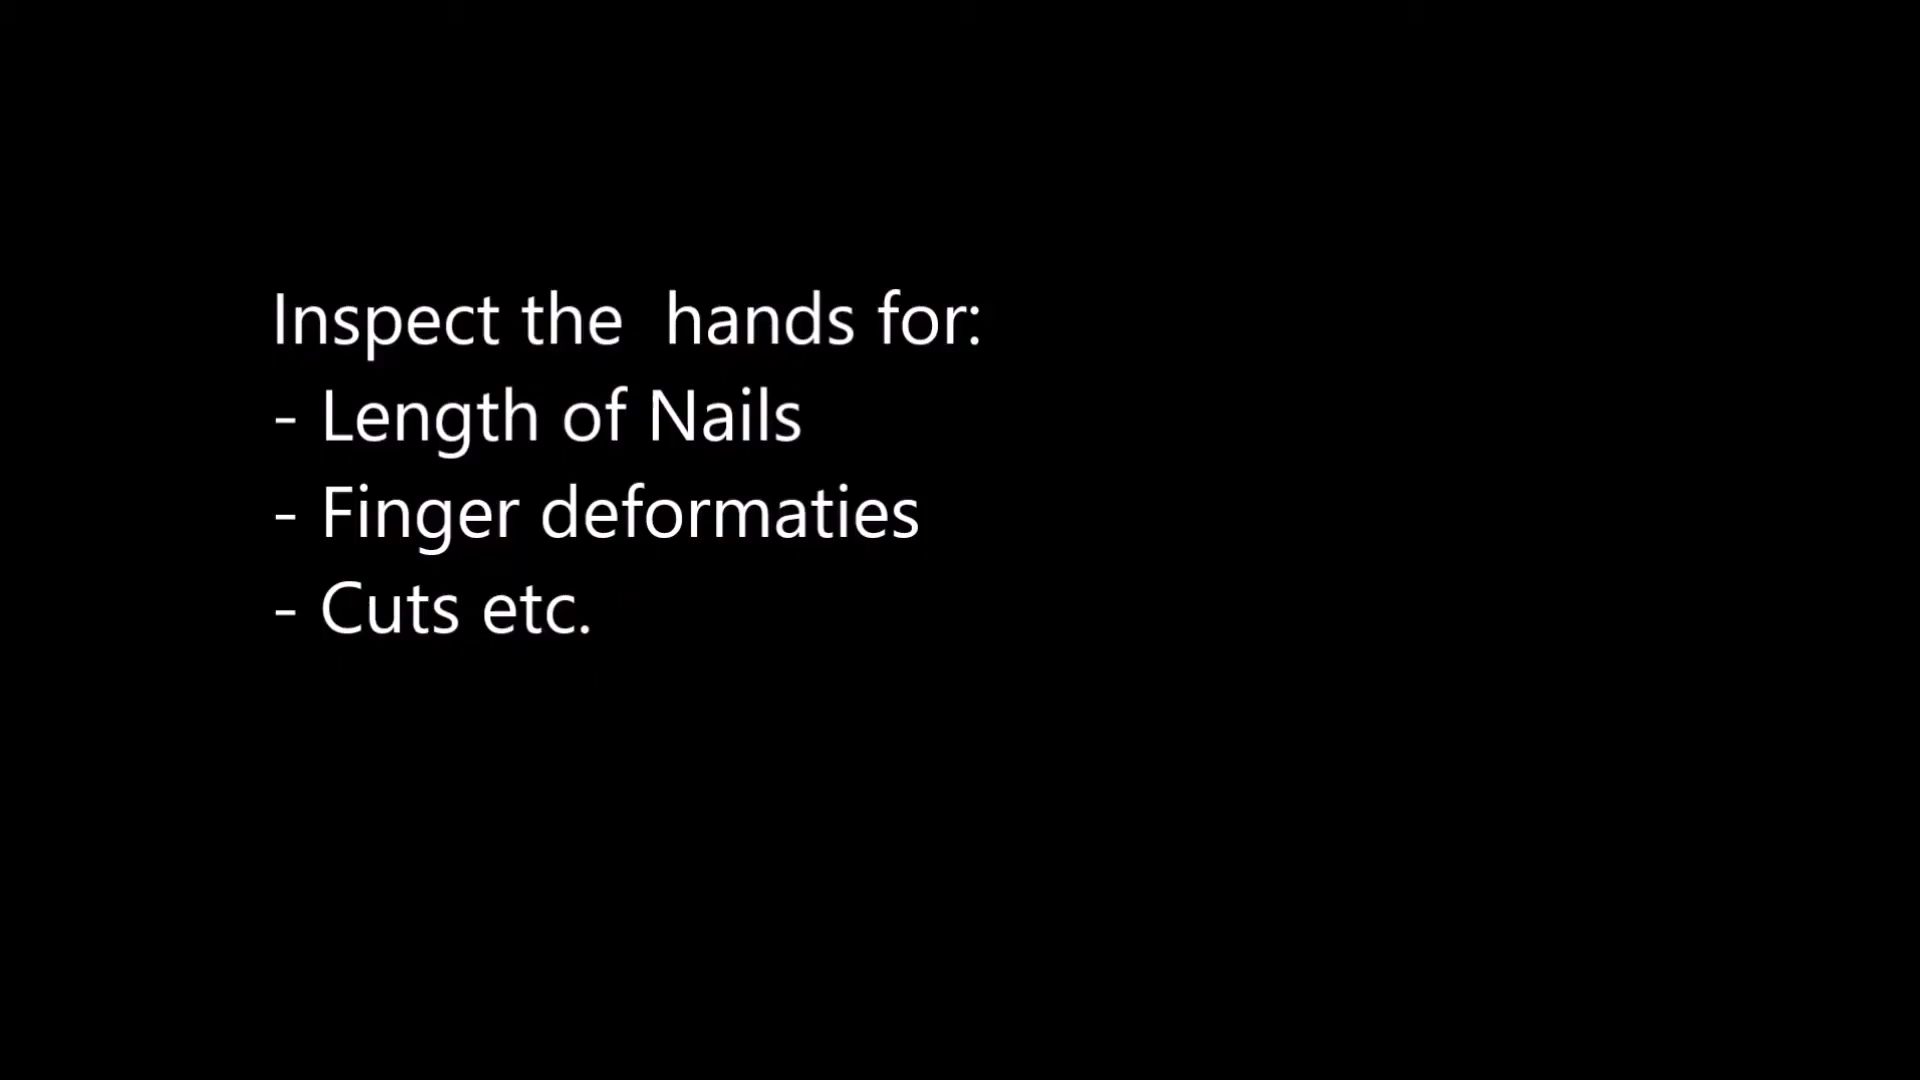 Inspect the  hands for:
- Length of Nails
- Finger deformaties
- Cuts etc.